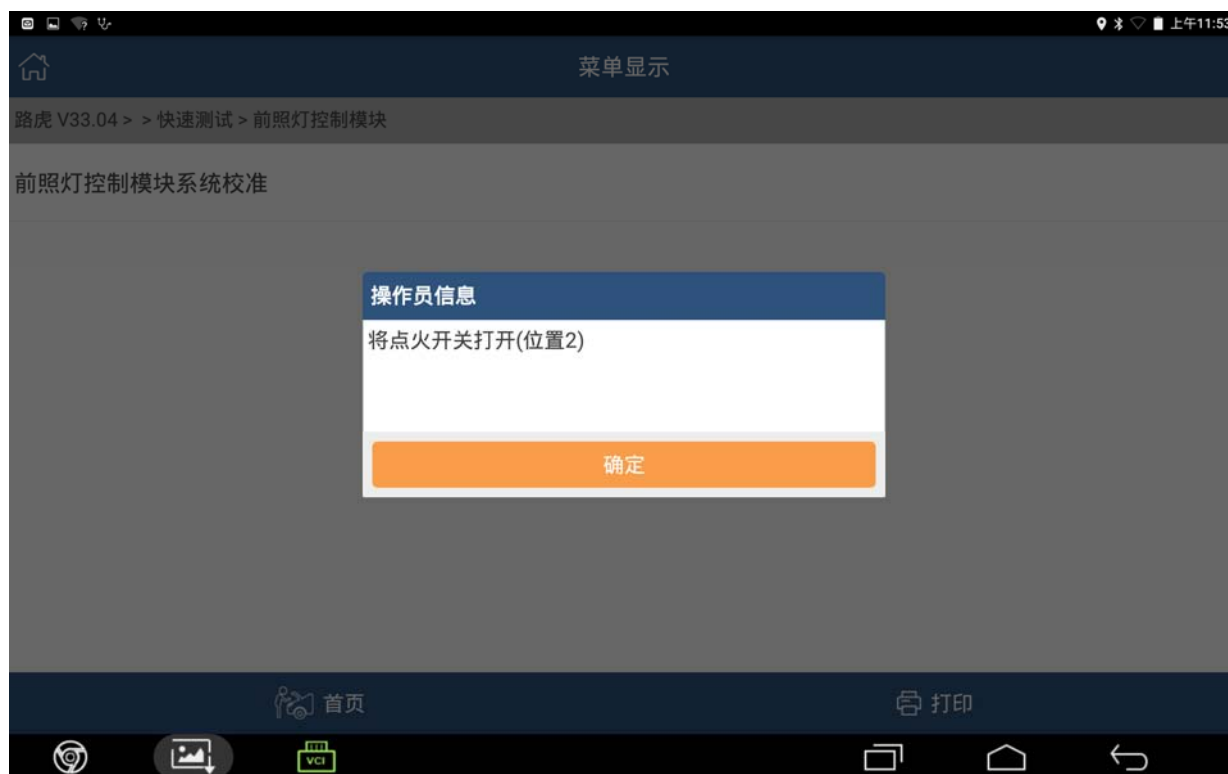 上午11:53
菜单显示
路虎 V33.04 > > 快速测试 > 前照灯控制模块
前照灯控制模块系统校准
操作员信息
将点火开关打开(位置2)
确定
首页
打印
VCI